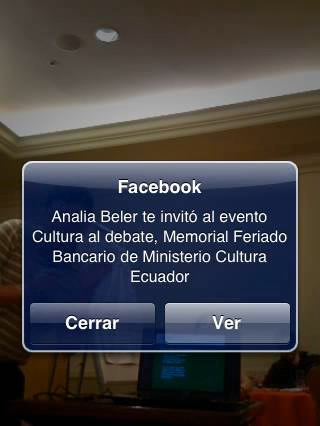 Facebook
Analia Beler te invitó al evento
Cultura al debate, Memorial Feriado
Bancario de Ministerio Cultura
Ecuador
Cerrar
Ver